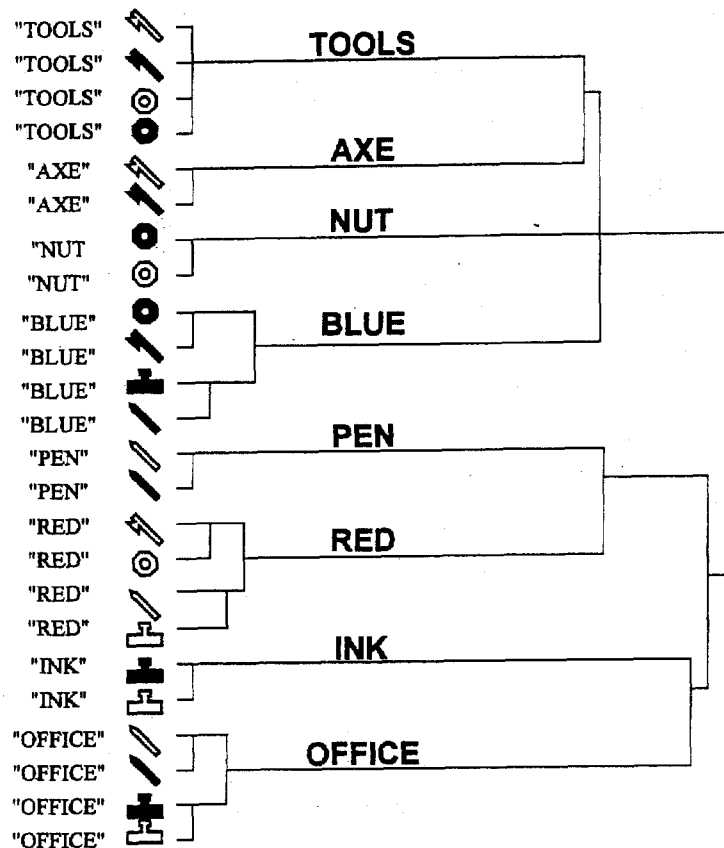 "TOOLS"
"TOOLS"
"TOOLS"
"TOOLS"
TOOLS
"AXE"
"AXE"
AXE
"NUT
"NUT"
NUT
"BLUE"
"BLUE"
"BLUE"
"BLUE"
BLUE
"PEN"
"PEN"
PEN
"RED"
"RED"
"RED"
"RED"
RED
"INK"
"INK"
INK
"OFFICE"
"OFFICE"
"OFFICE"
"OFFICE"
OFFICE